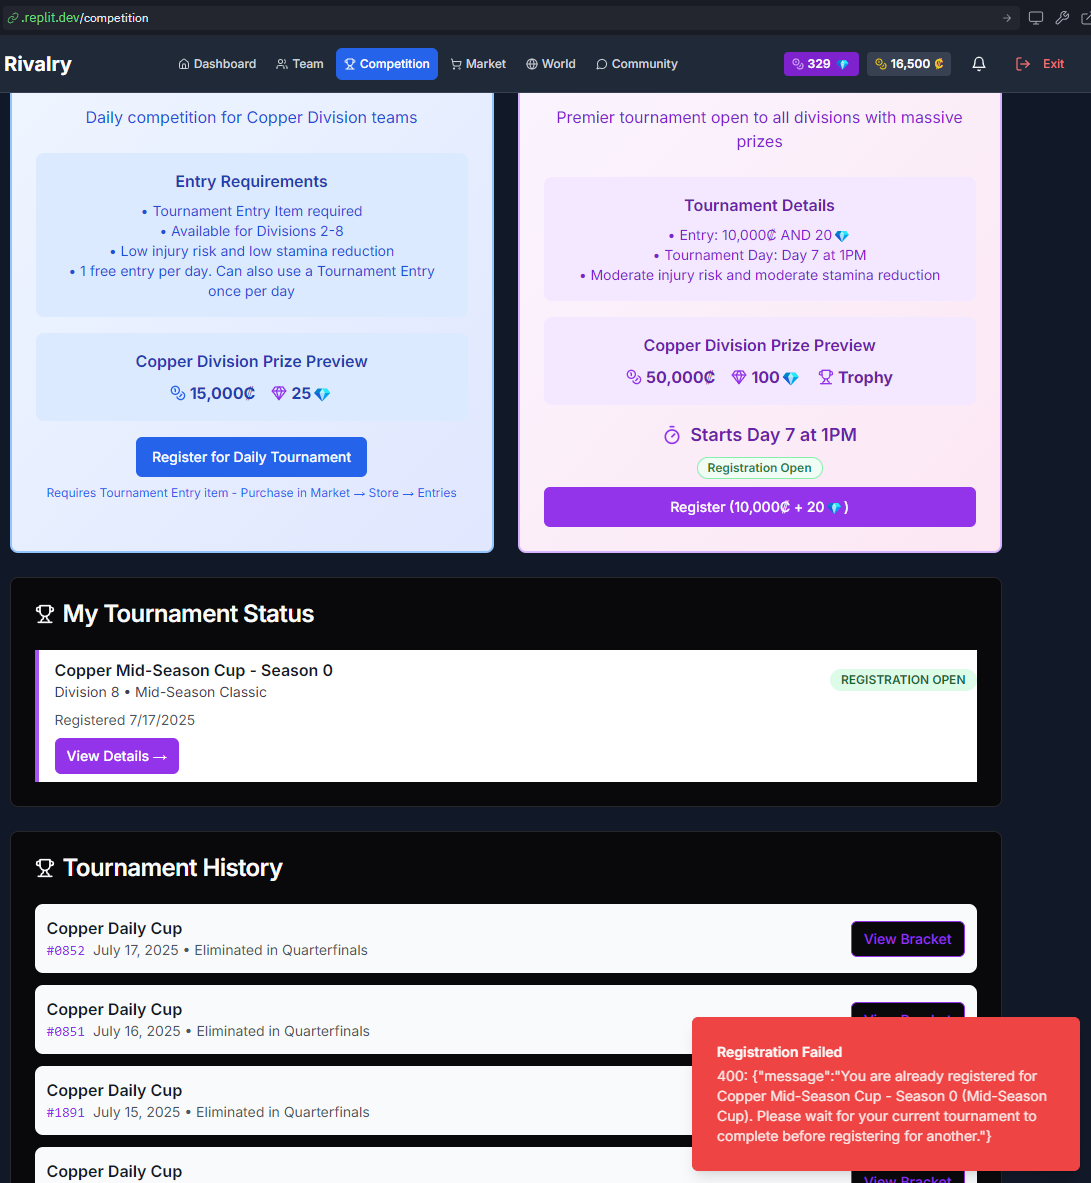 .replit.dev/competition
Rivalry
Dashboard
Team
Competition
Market
World
Community
329 💎
16,500 ₡
Exit
Daily competition for Copper Division teams
Entry Requirements
• Tournament Entry Item required
• Available for Divisions 2-8
• Low injury risk and low stamina reduction
• 1 free entry per day. Can also use a Tournament Entry
once per day
Copper Division Prize Preview
15,000₡ 25💎
Register for Daily Tournament
Requires Tournament Entry item - Purchase in Market → Store → Entries
Premier tournament open to all divisions with massive
prizes
Tournament Details
• Entry: 10,000₡ AND 20💎
• Tournament Day: Day 7 at 1PM
• Moderate injury risk and moderate stamina reduction
Copper Division Prize Preview
50,000₡ 100💎 Trophy
Starts Day 7 at 1PM
Registration Open
Register (10,000₡ + 20💎)
My Tournament Status
Copper Mid-Season Cup - Season 0
Division 8 • Mid-Season Classic
REGISTRATION OPEN
Registered 7/17/2025
View Details →
Tournament History
Copper Daily Cup
#0852 July 17, 2025 • Eliminated in Quarterfinals
View Bracket
Copper Daily Cup
#0851 July 16, 2025 • Eliminated in Quarterfinals
View Bracket
Copper Daily Cup
#1891 July 15, 2025 • Eliminated in Quarterfinals
Copper Daily Cup
View Bracket
Registration Failed
400: {"message":"You are already registered for
Copper Mid-Season Cup - Season 0 (Mid-Season
Cup). Please wait for your current tournament to
complete before registering for another."}